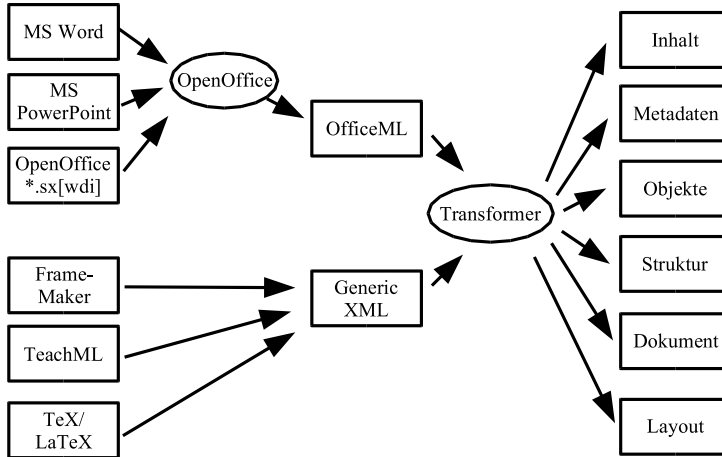 MS Word
MS
PowerPoint
OpenOffice
*.sx[wdi]
OpenOffice
OfficeML
Frame-
Maker
TeachML
TeX/
LaTeX
Generic
XML
Transformer
Inhalt
Metadaten
Objekte
Struktur
Dokument
Layout